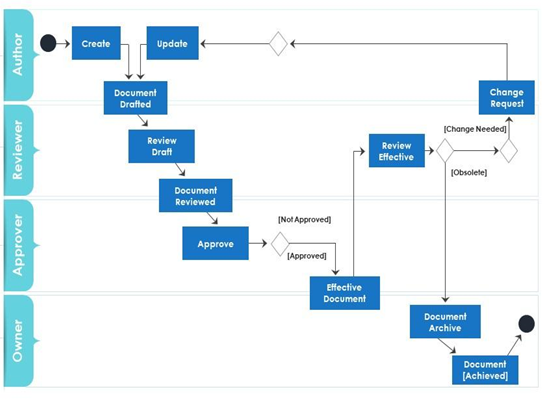 Author
Create
Update
Document
Drafted
Change
Request
Reviewer
Review
Draft
Review
Effective
[Change Needed]
[Obsolete]
Document
Reviewed
Approver
Approve
[Not Approved]
[Approved]
Effective
Document
Owner
Document
Archive
Document
[Achieved]